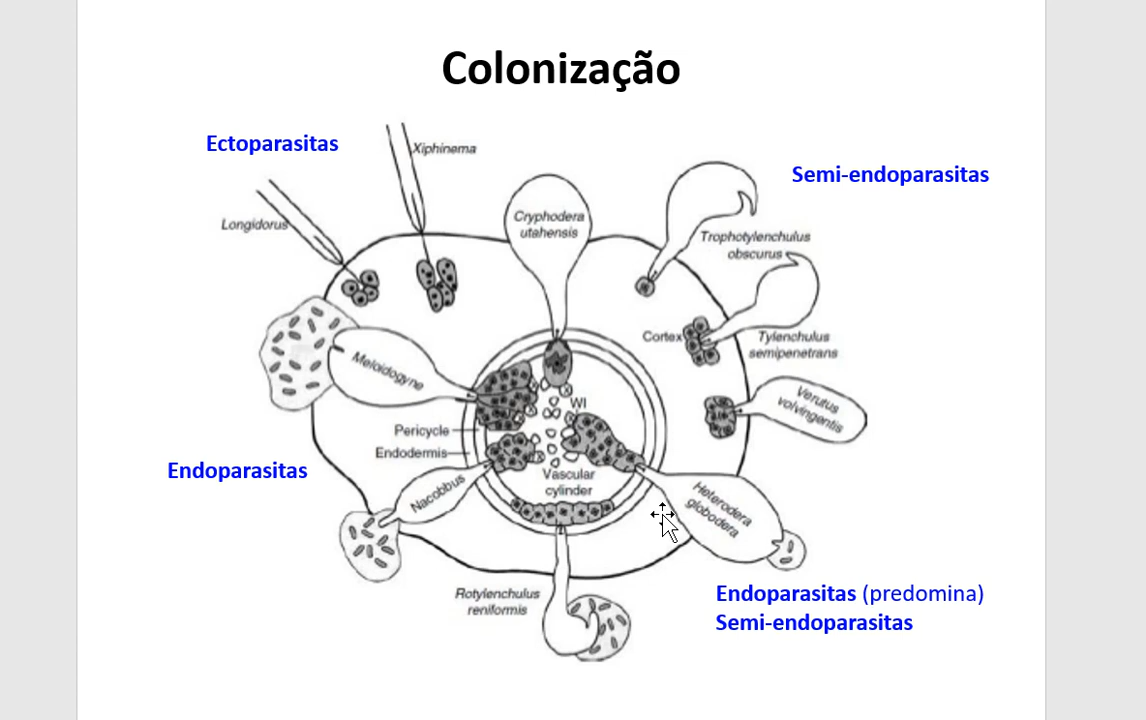 Colonização
Ectoparasitas
Xiphinema
Semi-endoparasitas
Longidorus
Cryphodera
utahensis
Trophotylenchulus
obscurus
Cortex
Tylenchulus
semipenetrans
Meloidogyne
Verutus
volvingentis
WI
Pericycle
Endodermis
Endoparasitas
Vascular
cylinder
Nacobbus
Heterodera
globodera
Rotylenchulus
reniformis
Endoparasitas (predomina)
Semi-endoparasitas